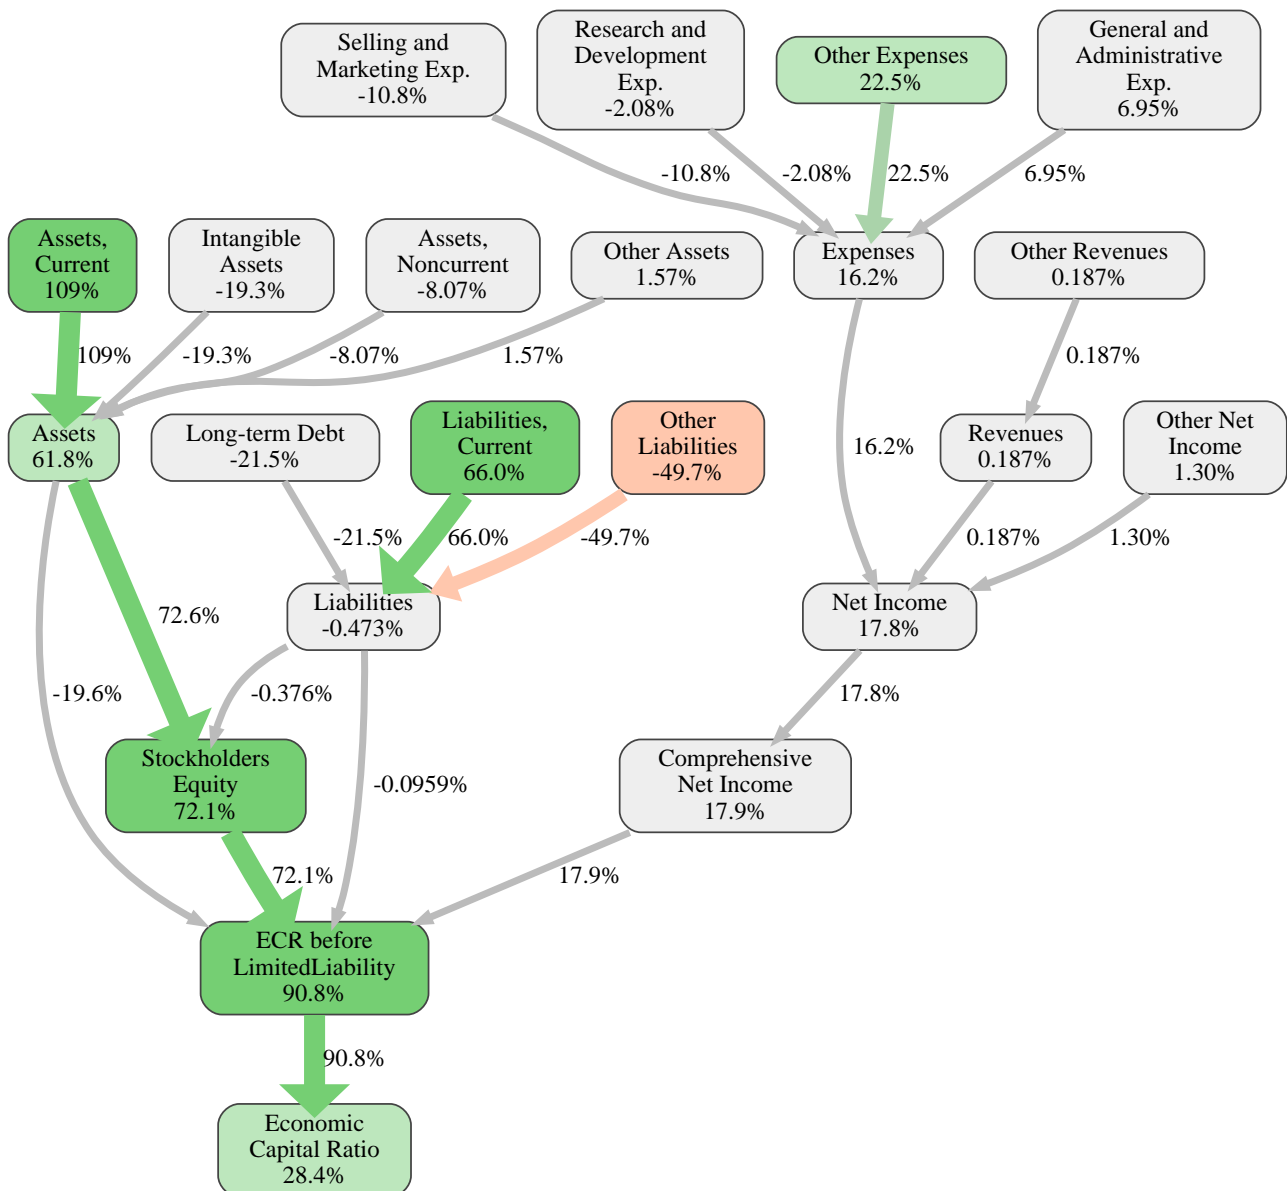 Selling and
Marketing Exp.
-10.8%
Research and
Development
Exp.
-2.08%
Other Expenses
22.5%
General and
Administrative
Exp.
6.95%
-10.8%
-2.08%
22.5%
6.95%
Assets,
Current
109%
Intangible
Assets
-19.3%
Assets,
Noncurrent
-8.07%
Other Assets
1.57%
Expenses
16.2%
Other Revenues
0.187%
109%
-19.3%
-8.07%
1.57%
0.187%
Assets
61.8%
Long-term Debt
-21.5%
Liabilities,
Current
66.0%
Other
Liabilities
-49.7%
16.2%
Revenues
0.187%
Other Net
Income
1.30%
-21.5%
66.0%
-49.7%
0.187%
1.30%
72.6%
Liabilities
-0.473%
Net Income
17.8%
-19.6%
-0.376%
17.8%
Stockholders
Equity
72.1%
-0.0959%
Comprehensive
Net Income
17.9%
72.1%
17.9%
ECR before
LimitedLiability
90.8%
90.8%
Economic
Capital Ratio
28.4%